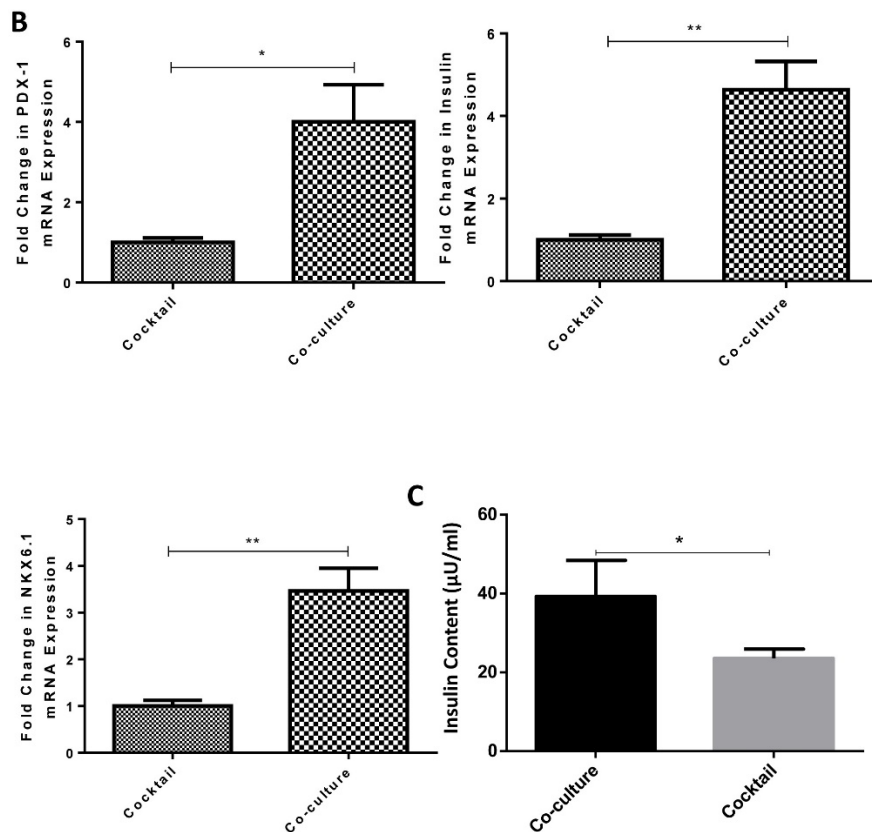 B
Fold Change in PDX-1
mRNA Expression
6
4
2
0
*
Cocktail
Co-culture
Fold Change in Insulin
mRNA Expression
6
4
2
0
**
Cocktail
Co-culture
Fold Change in NKX6.1
mRNA Expression
5
4
3
2
1
0
**
Cocktail
Co-culture
C
Insulin Content (µU/ml)
60
40
20
0
*
Co-culture
Cocktail